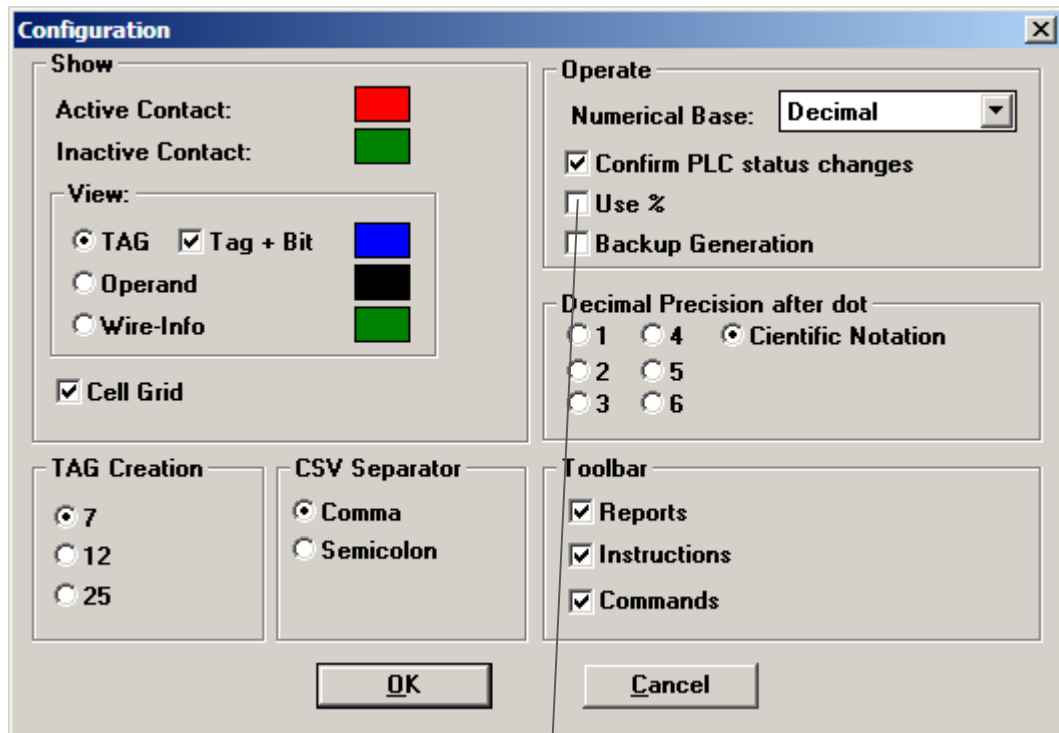 Configuration
Show
Active Contact:
Inactive Contact:
View:
TAG
Tag + Bit
Operand
Wire-Info
Cell Grid
Operate
Numerical Base:
Decimal
Confirm PLC status changes
Use %
Backup Generation
Decimal Precision after dot
1 4 Cientific Notation
2 5
3 6
TAG Creation
7
12
25
CSV Separator
Comma
Semicolon
Toolbar
Reports
Instructions
Commands
OK
Cancel